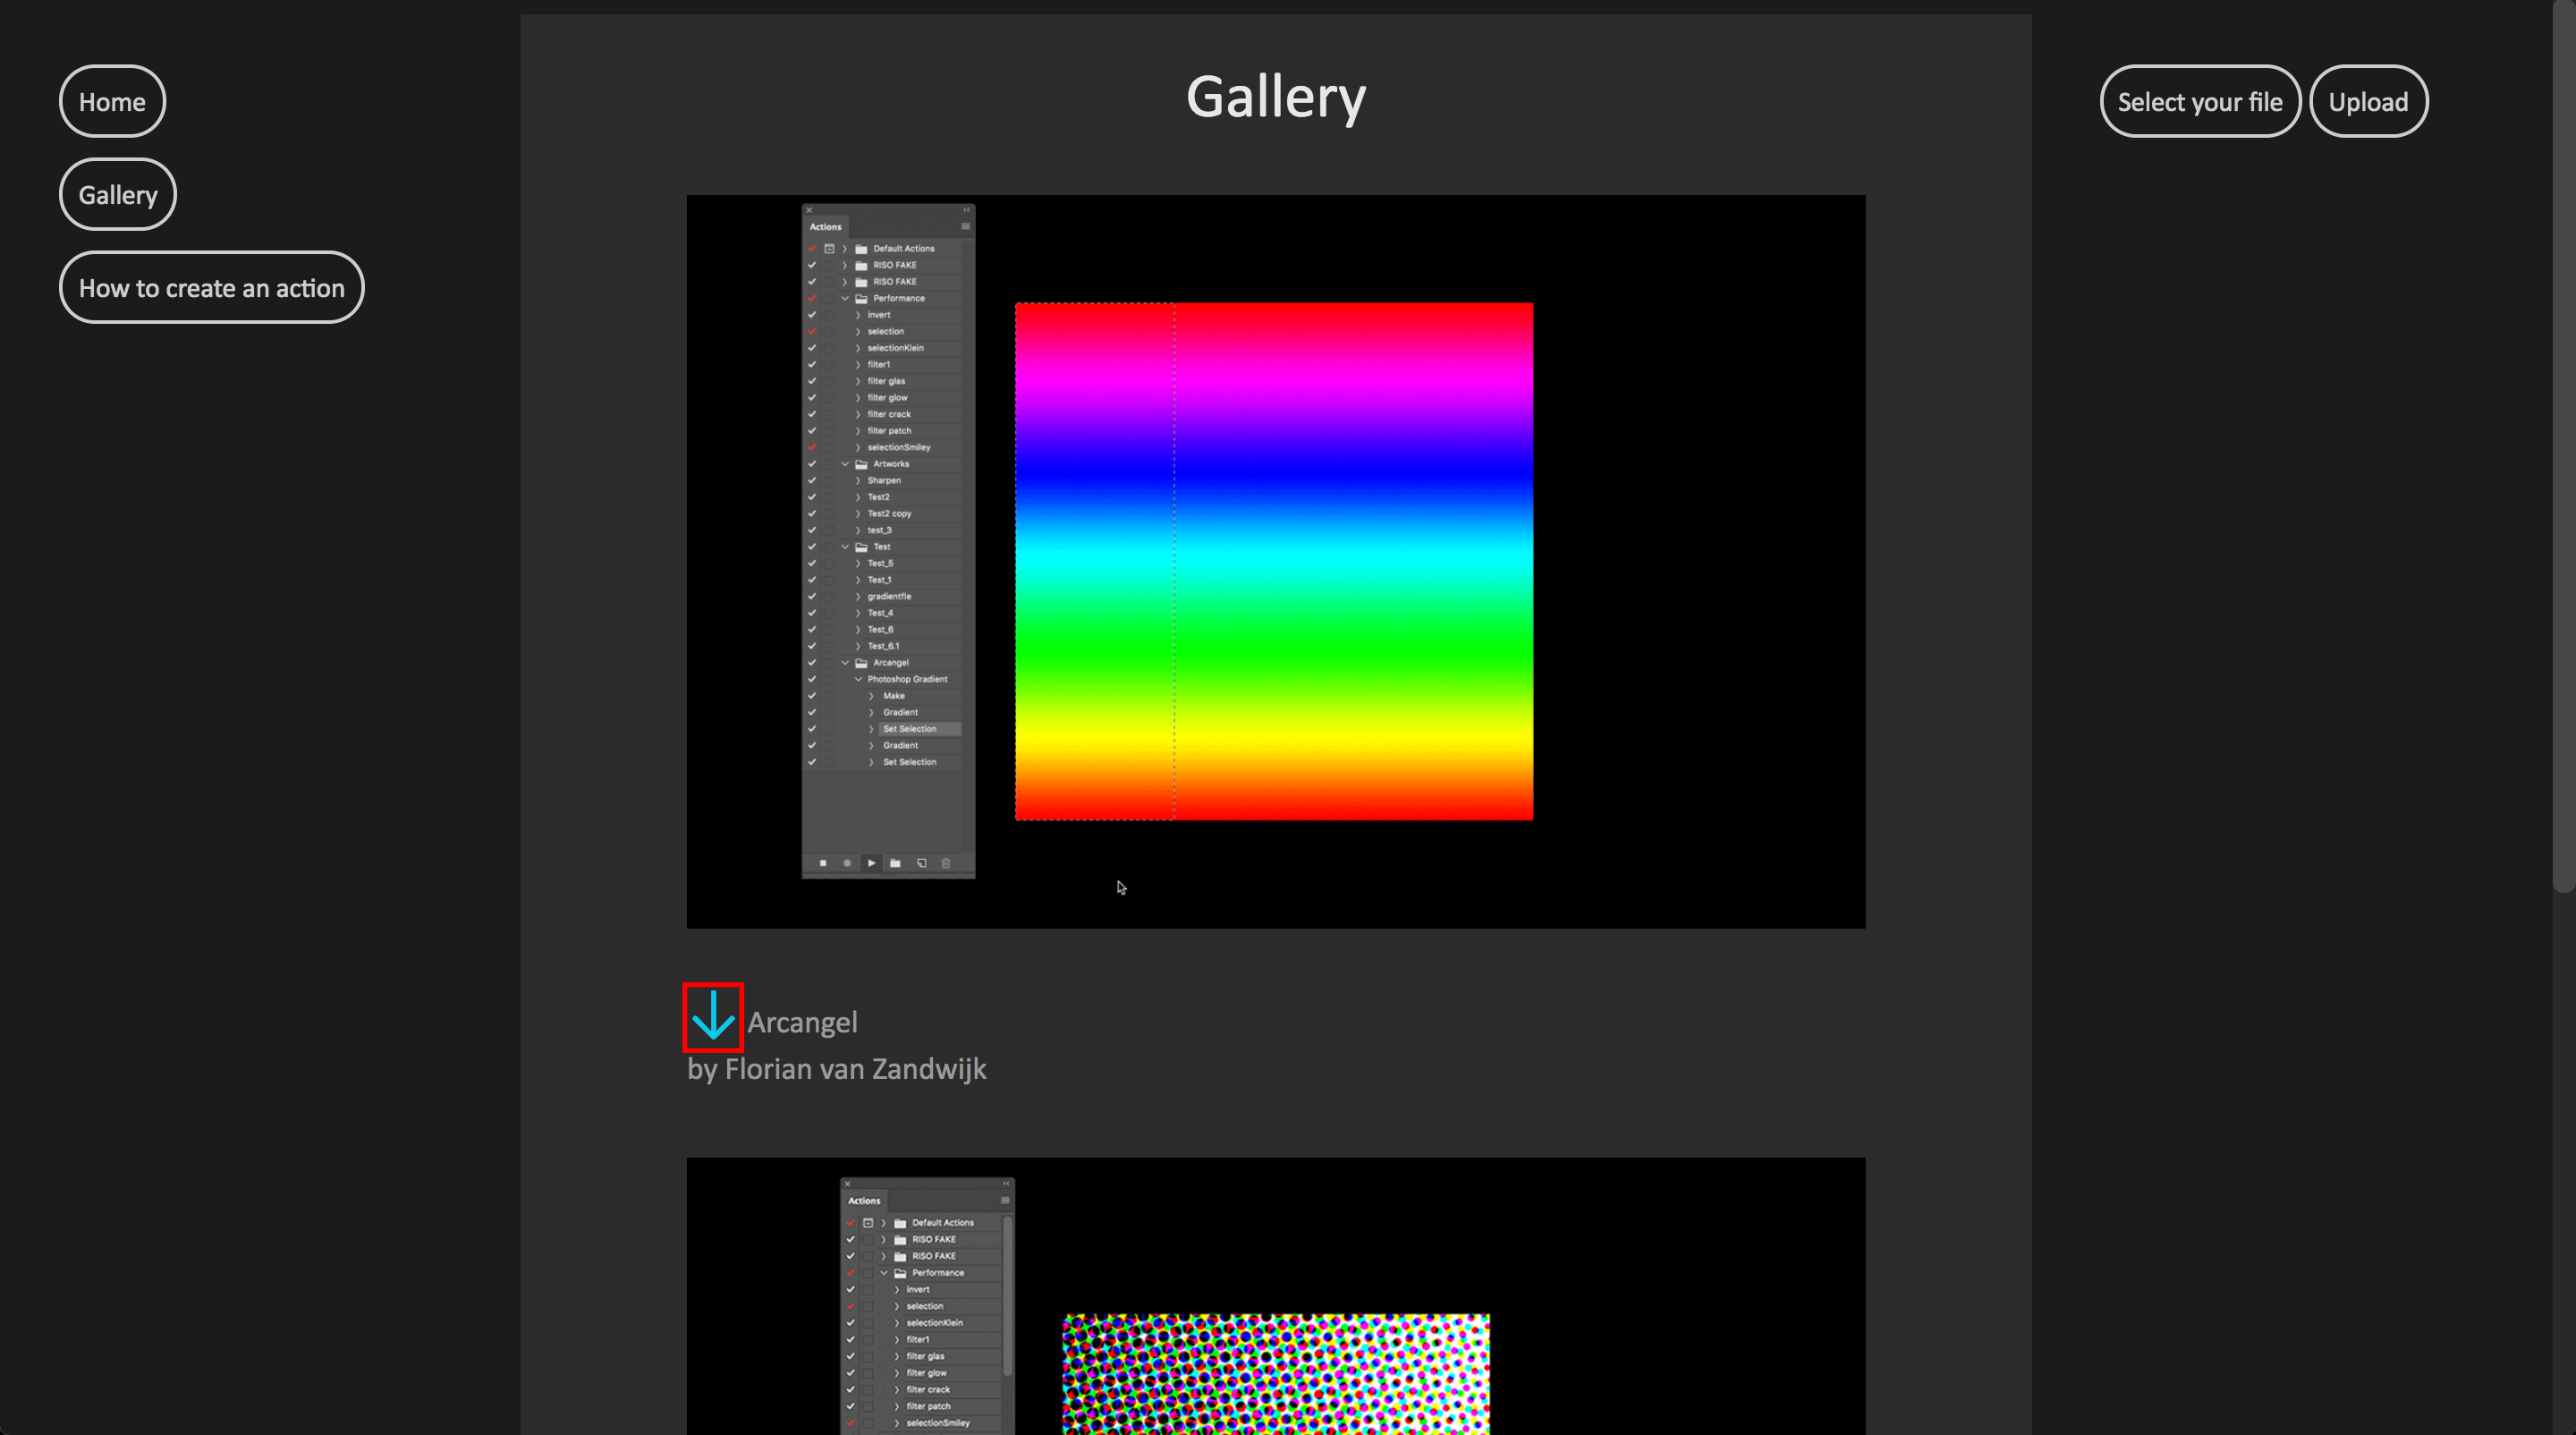 Home
Gallery
How to create an action
Gallery
Select your file
Upload
Actions
Default Actions
RISO FAKE
RISO FAKE
Performance
invert
selection
selectionKlein
filter1
filter glas
filter glow
filter crack
filter patch
selectionSmiley
Artworks
Sharpen
Test2
Test2 copy
test_3
Test
Test_5
Test_1
gradientfle
Test_4
Test_6
Test_6.1
Arcangel
Photoshop Gradient
Make
Gradient
Set Selection
Gradient
Set Selection
Arcangel
by Florian van Zandwijk
Actions
Default Actions
RISO FAKE
RISO FAKE
Performance
invert
selection
selectionKlein
filter1
filter glas
filter glow
filter crack
filter patch
selectionSmiley